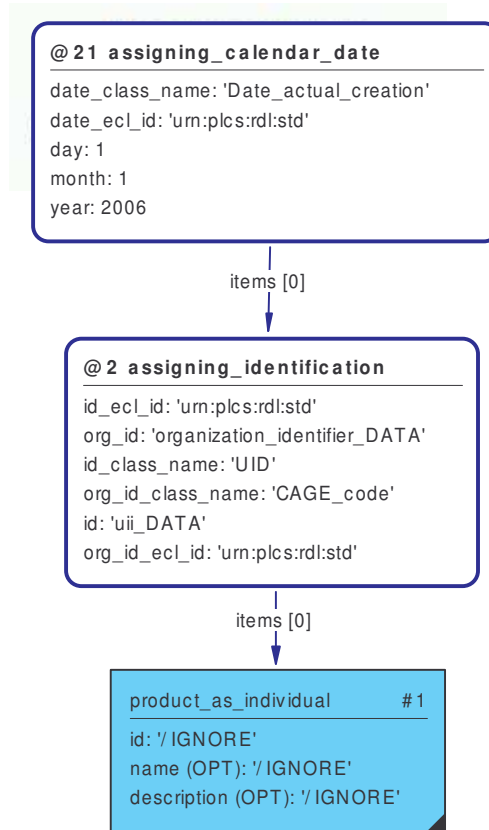 @21 assigning_calendar_date
date_class_name: 'Date_actual_creation'
date_ecl_id: 'urn:plcs:rdl:std'
day: 1
month: 1
year: 2006
items [0]
@2 assigning_identification
id_ecl_id: 'urn:plcs:rdl:std'
org_id: 'organization_identifier_DATA'
id_class_name: 'UID'
org_id_class_name: 'CAGE_code'
id: 'uii_DATA'
org_id_ecl_id: 'urn:plcs:rdl:std'
items [0]
product_as_individual #1
id: '/IGNORE'
name (OPT): '/IGNORE'
description (OPT): '/IGNORE'